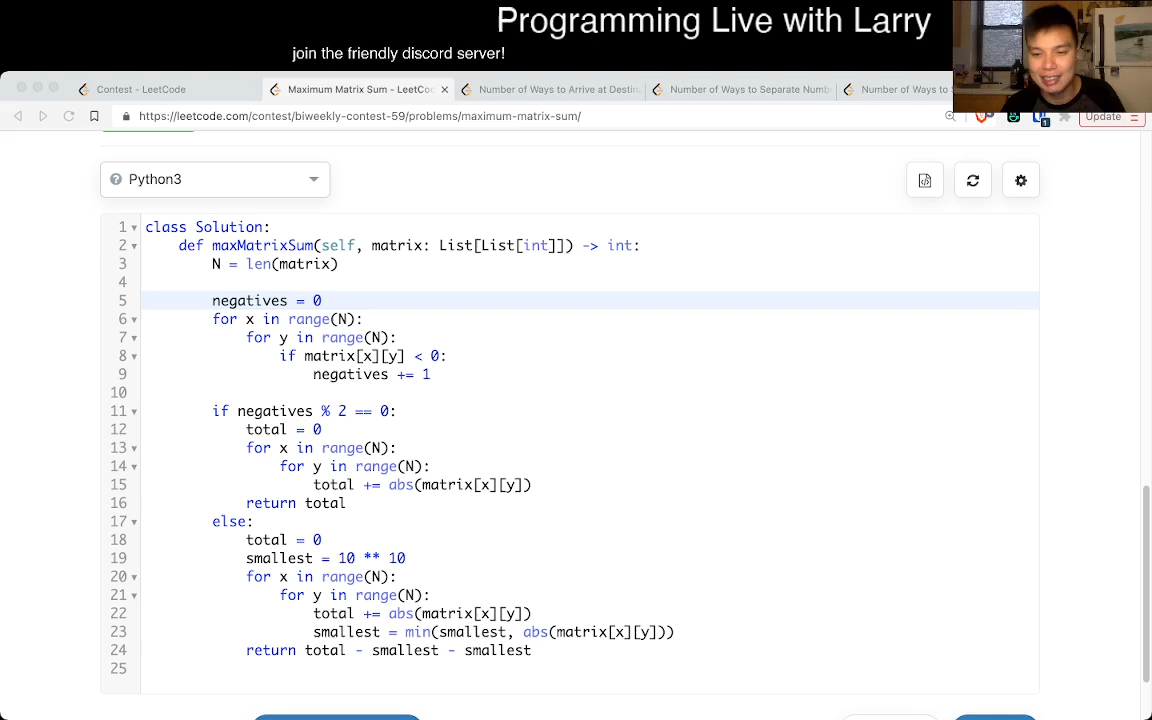 Programming Live with Larry
join the friendly discord server!
Contest - LeetCode
Maximum Matrix Sum - LeetCo
Number of Ways to Arrive at Destin
Number of Ways to Separate Numb
Number of Ways to
https://leetcode.com/contest/biweekly-contest-59/problems/maximum-matrix-sum/
1
Update
Python3
1 class Solution:
2 def maxMatrixSum(self, matrix: List[List[int]]) -> int:
3 N = len(matrix)
4
5 negatives = 0
6 for x in range(N):
7 for y in range(N):
8 if matrix[x][y] < 0:
9 negatives += 1
10
11 if negatives % 2 == 0:
12 total = 0
13 for x in range(N):
14 for y in range(N):
15 total += abs(matrix[x][y])
16 return total
17 else:
18 total = 0
19 smallest = 10 ** 10
20 for x in range(N):
21 for y in range(N):
22 total += abs(matrix[x][y])
23 smallest = min(smallest, abs(matrix[x][y]))
24 return total - smallest - smallest
25